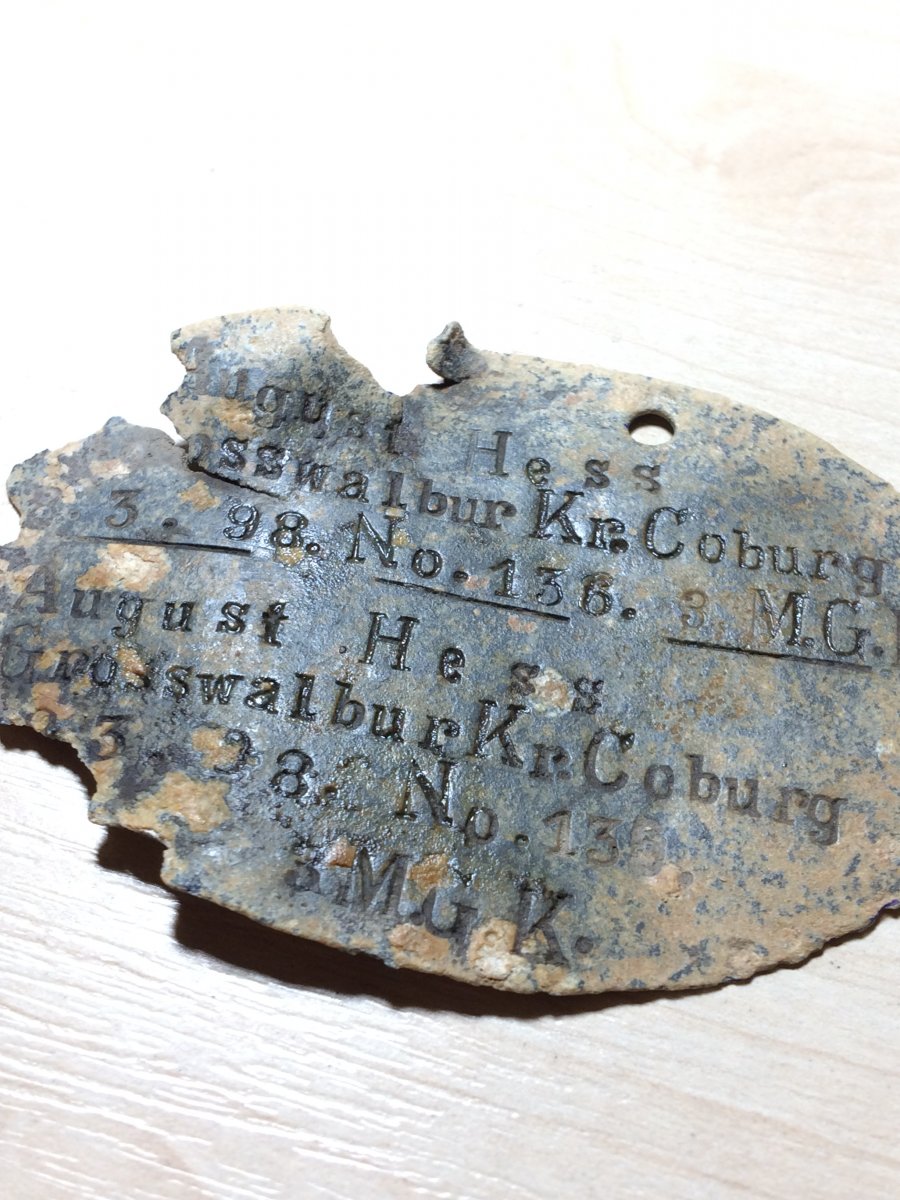 August Hess
osswalbur Kr. Coburg
3. 98. No. 136. 3. M.G.
August Hess
Grosswalbur Kr. Coburg
3. 98. No. 136
3. M.G.K.